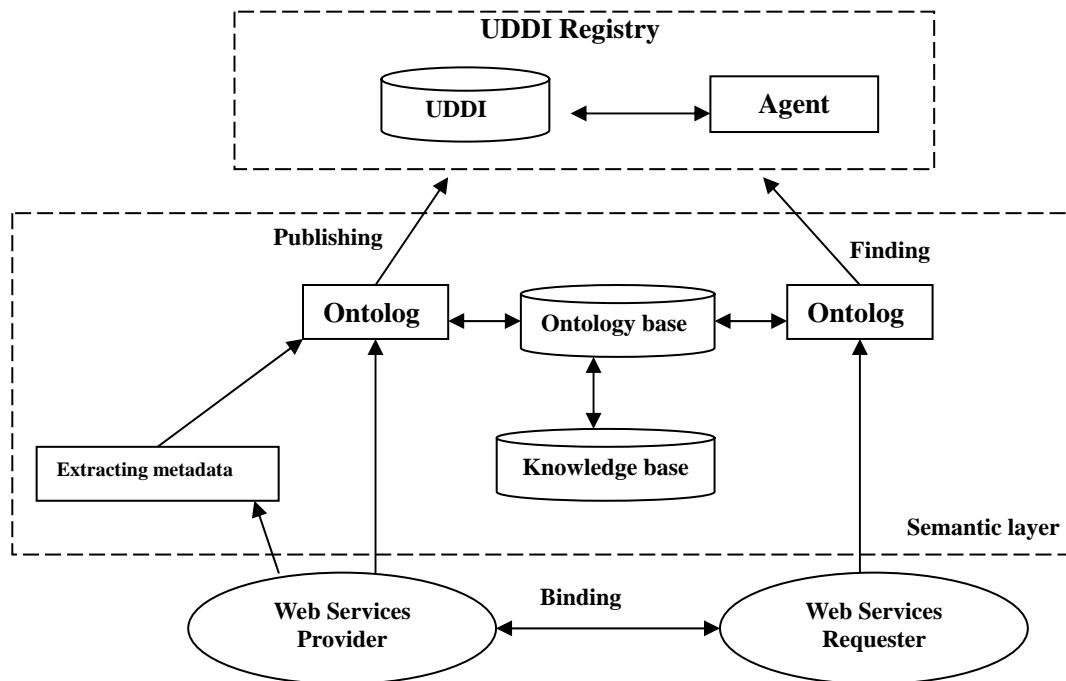 UDDI Registry
UDDI
Agent
Publishing
Finding
Ontolog
Ontology base
Ontolog
Extracting metadata
Knowledge base
Semantic layer
Web Services
Provider
Binding
Web Services
Requester